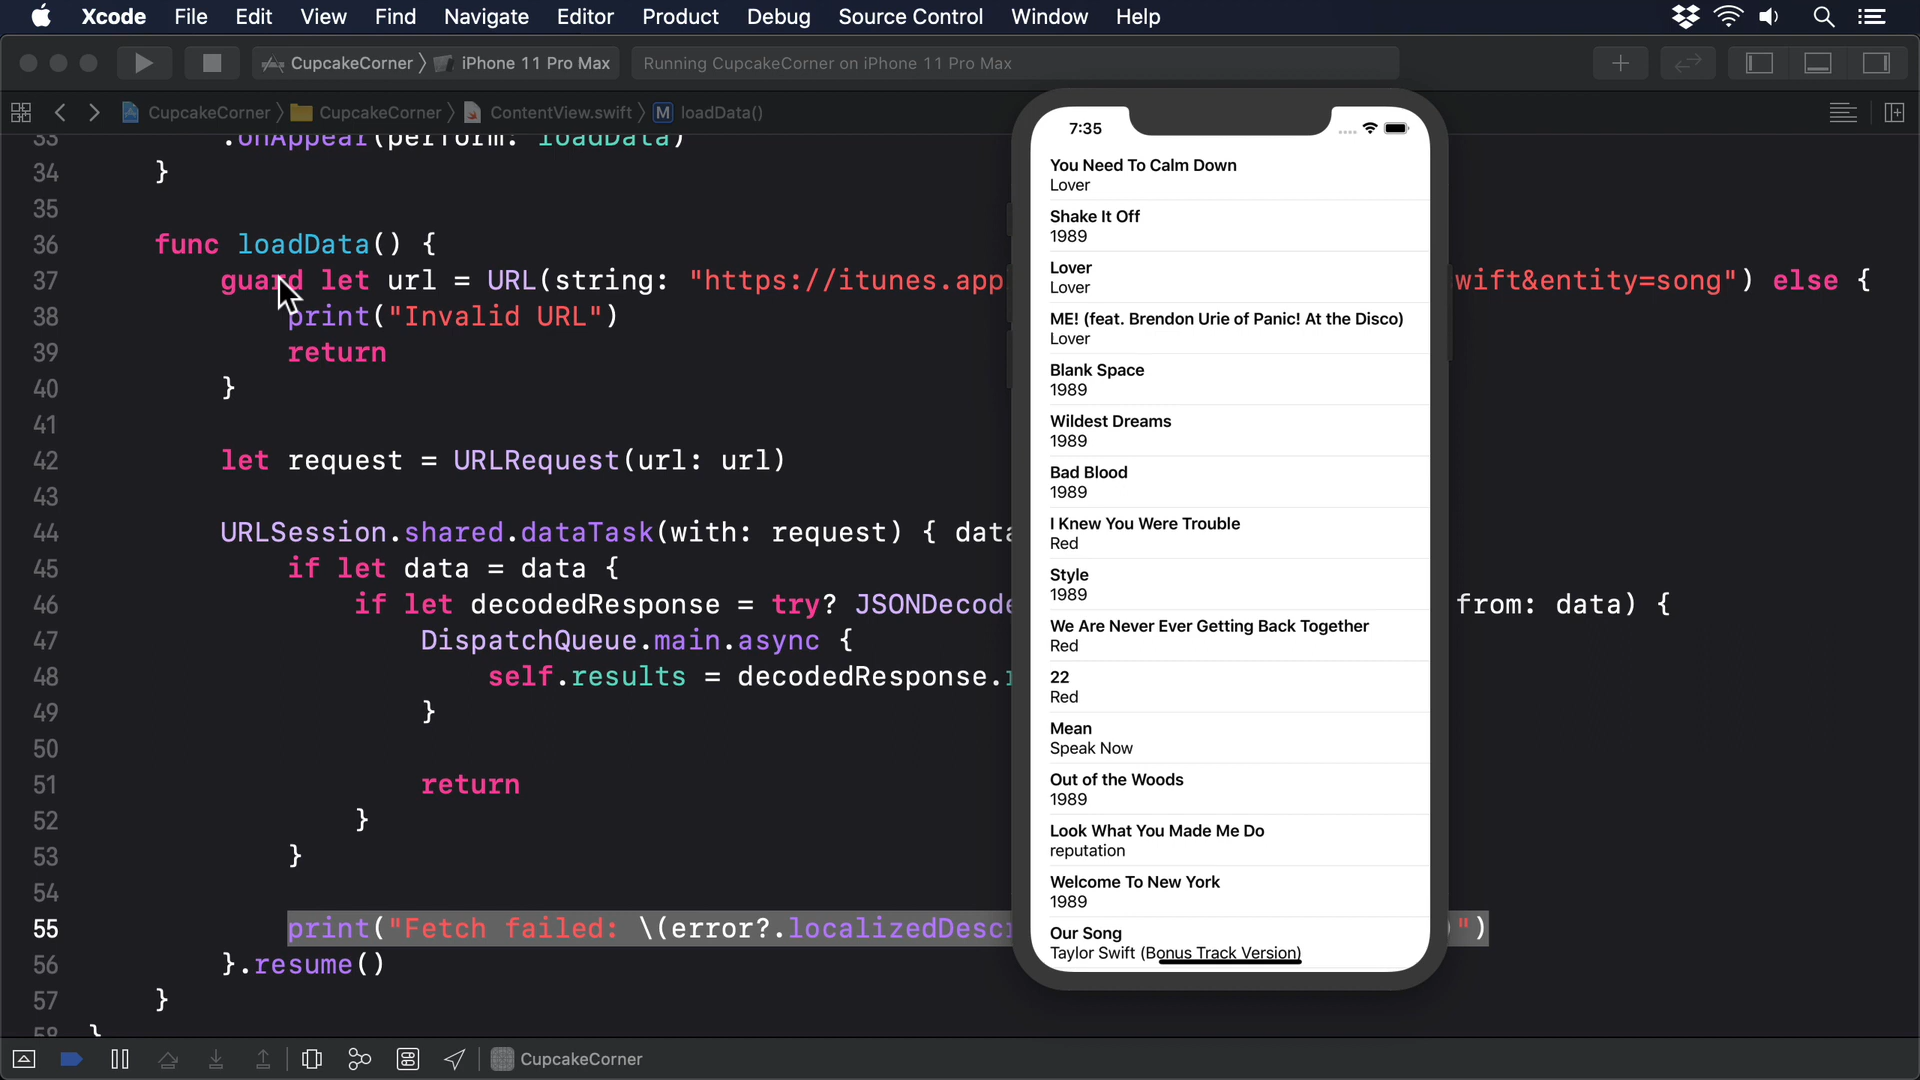 Xcode File Edit View Find Navigate Editor Product Debug Source Control Window Help
CupcakeCorner iPhone 11 Pro Max Running CupcakeCorner on iPhone 11 Pro Max
CupcakeCorner CupcakeCorner ContentView.swift M loadData()
33 .onAppear(perform: loadData)
34 }
35
36 func loadData() {
37 guard let url = URL(string: "https://itunes.app
wift&entity=song") else {
38 print("Invalid URL")
39 return
40 }
41
42 let request = URLRequest(url: url)
43
44 URLSession.shared.dataTask(with: request) { data
45 if let data = data {
46 if let decodedResponse = try? JSONDecode
from: data) {
47 DispatchQueue.main.async {
48 self.results = decodedResponse.
49 }
50
51 return
52 }
53 }
54
55 print("Fetch failed: \(error?.localizedDesc
")
56 }.resume()
57 }
58 }
7:35
You Need To Calm Down
Lover
Shake It Off
1989
Lover
Lover
ME! (feat. Brendon Urie of Panic! At the Disco)
Lover
Blank Space
1989
Wildest Dreams
1989
Bad Blood
1989
I Knew You Were Trouble
Red
Style
1989
We Are Never Ever Getting Back Together
Red
22
Red
Mean
Speak Now
Out of the Woods
1989
Look What You Made Me Do
reputation
Welcome To New York
1989
Our Song
Taylor Swift (Bonus Track Version)
CupcakeCorner